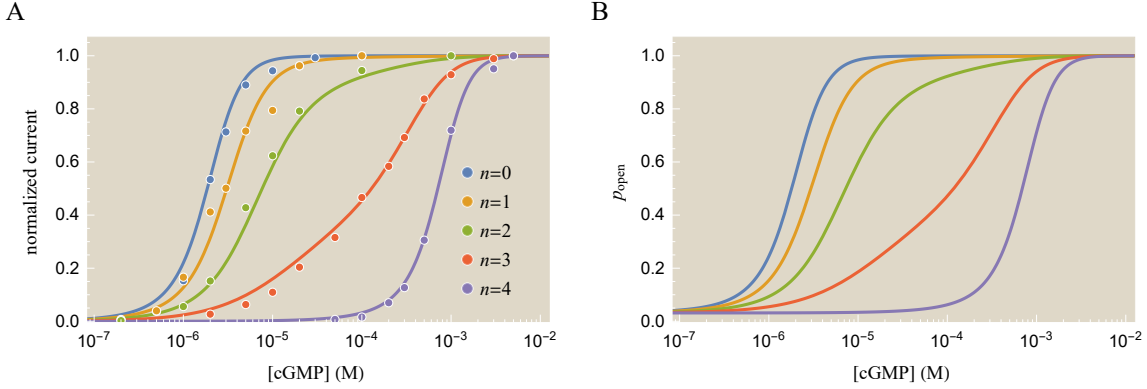 A
B
normalized current
1.0
0.8
0.6
0.4
0.2
0.0
n=0
n=1
n=2
n=3
n=4
10⁻⁷ 10⁻⁶ 10⁻⁵ 10⁻⁴ 10⁻³ 10⁻²
[cGMP] (M)
p_open
1.0
0.8
0.6
0.4
0.2
0.0
10⁻⁷ 10⁻⁶ 10⁻⁵ 10⁻⁴ 10⁻³ 10⁻²
[cGMP] (M)